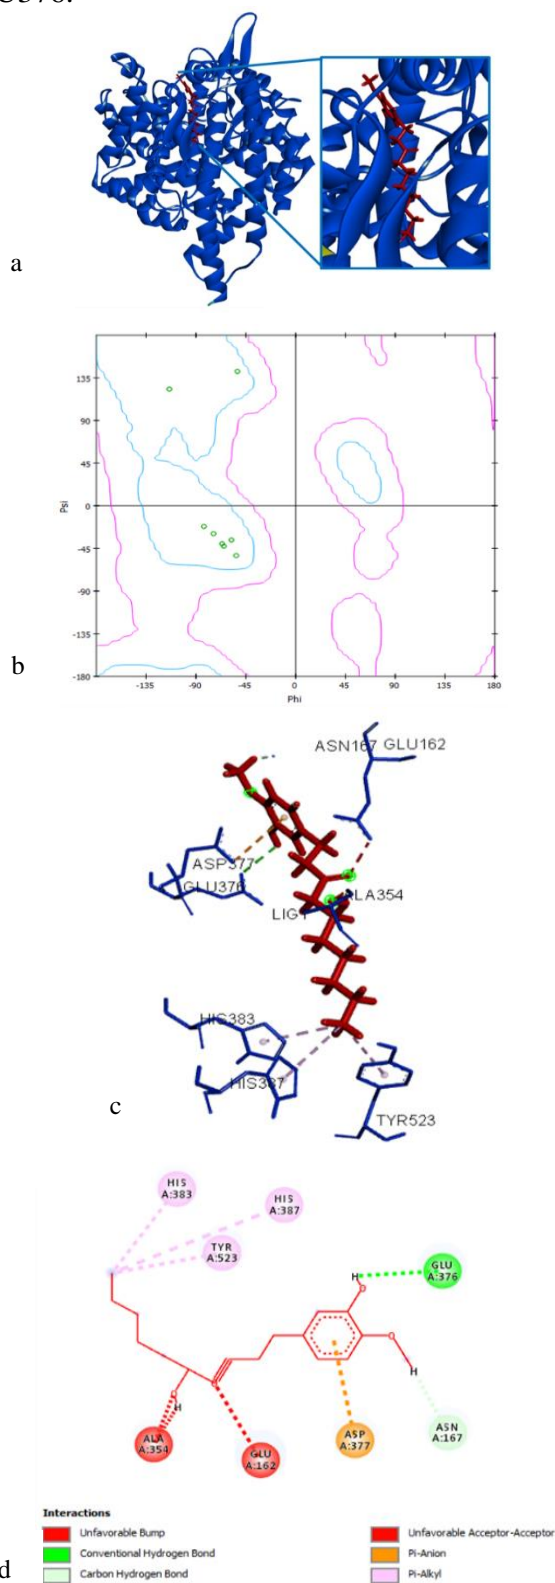 a
135
90
45
0
-45
-90
-135
-180
Psi
-135 -90 -45 0 45 90 135 180
Phi
b
ASN167 GLU162
ASP377
GLU376
ALA354
LIG1
HIS383
HIS387
TYR523
c
HIS
A:383
HIS
A:387
TYR
A:523
GLU
A:376
H
O
O
H
O
O
H
ALA
A:354
GLU
A:162
ASP
A:377
ASN
A:167
Interactions
Unfavorable Bump
Conventional Hydrogen Bond
Carbon Hydrogen Bond
Unfavorable Acceptor-Acceptor
Pi-Anion
Pi-Alkyl
d